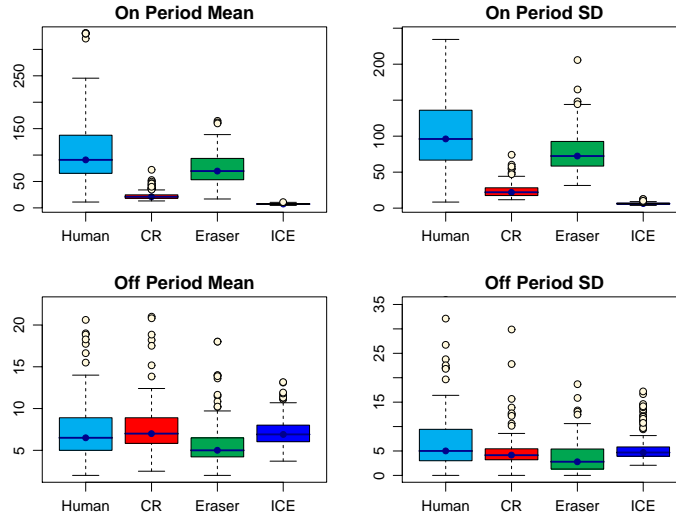 On Period Mean
250
150
50
0
Human CR Eraser ICE
On Period SD
250
150
100
50
0
Human CR Eraser ICE
Off Period Mean
20
15
10
5
Human CR Eraser ICE
Off Period SD
35
25
15
5
0
Human CR Eraser ICE